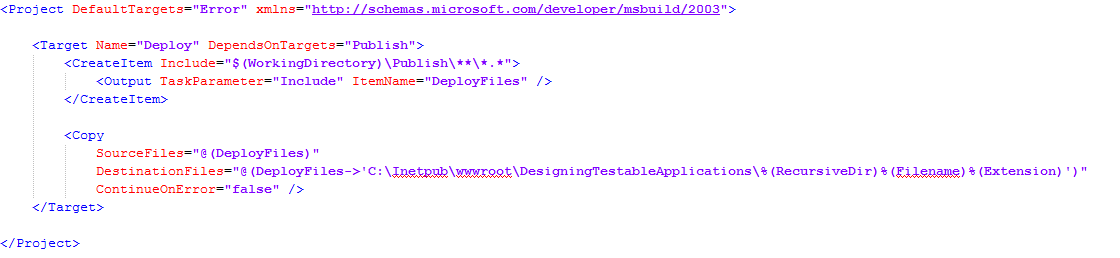 <Project DefaultTargets="Error" xmlns="http://schemas.microsoft.com/developer/msbuild/2003">
<Target Name="Deploy" DependsOnTargets="Publish">
<CreateItem Include="$(WorkingDirectory)\Publish\**\*.*">
<Output TaskParameter="Include" ItemName="DeployFiles" />
</CreateItem>
<Copy
SourceFiles="@(DeployFiles)"
DestinationFiles="@(DeployFiles->'C:\Inetpub\wwwroot\DesigningTestableApplications\%(RecursiveDir)%(Filename)%(Extension)')"
ContinueOnError="false" />
</Target>
</Project>